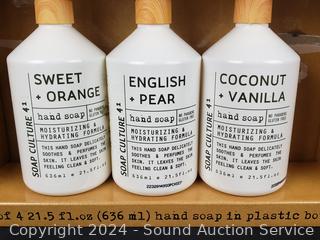 SWEET
+ ORANGE
hand soap
NO PARABENS
GLUTEN FREE
MOISTURIZING &
HYDRATING FORMULA
THIS HAND SOAP DELICATELY
SOOTHES & PERFUMES THE
SKIN. IT LEAVES THE
SKIN FEELING
CLEAN & SOFT.
636ml e 21.5fl.oz
SOAP CULTURE
ENGLISH
+ PEAR
hand soap
NO PARABENS
GLUTEN FREE
MOISTURIZING &
HYDRATING FORMULA
THIS HAND SOAP DELICATELY
SOOTHES & PERFUMES THE
SKIN. IT LEAVES THE
SKIN FEELING
CLEAN & SOFT.
636ml e 21.5fl.oz
SOAP CULTURE
COCONUT
+ VANILLA
hand soap
NO PARABENS
GLUTEN FREE
MOISTURIZING &
HYDRATING FORMULA
THIS HAND SOAP DELICATELY
SOOTHES & PERFUMES THE
SKIN. IT LEAVES THE
SKIN FEELING
CLEAN & SOFT.
636ml e 21.5fl.oz
SOAP CULTURE
of 4 21.5 fl.oz (636 ml) hand soap in plastic bo
Copyright 2024 - Sound Auction Service